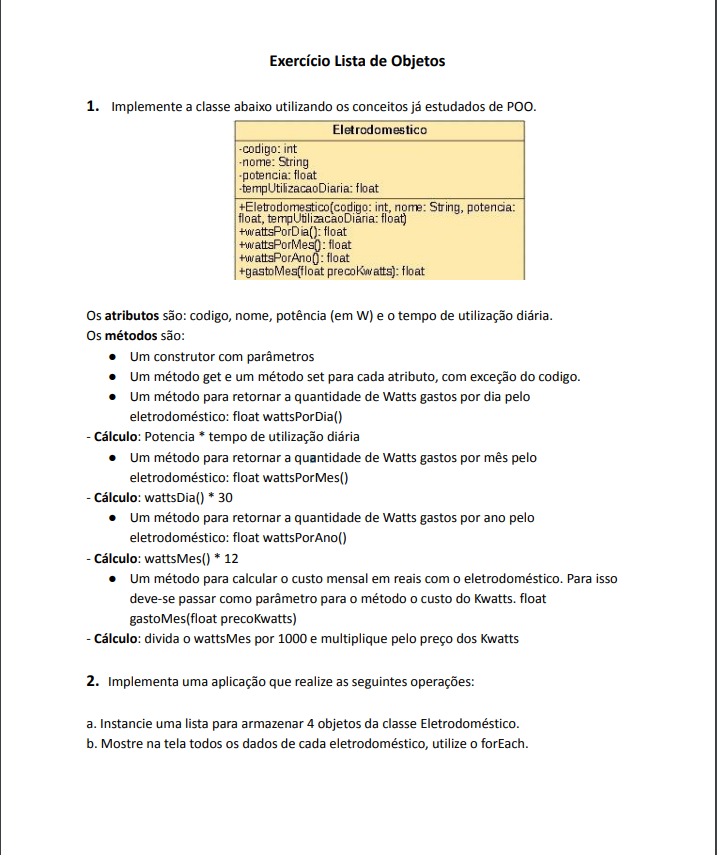 Exercício Lista de Objetos
1. Implemente a classe abaixo utilizando os conceitos já estudados de POO.
Eletrodomestico
-codigo: int
-nome: String
-potencia: float
-tempUtilizacaoDiaria: float
+Eletrodomestico(codigo: int, nome: String, potencia:
float, tempUtilizacaoDiaria: float)
+wattsPorDia(): float
+wattsPorMes(): float
+wattsPorAno(): float
+gastoMes(float precoKwatts): float
Os atributos são: codigo, nome, potência (em W) e o tempo de utilização diária.
Os métodos são:
● Um construtor com parâmetros
● Um método get e um método set para cada atributo, com exceção do codigo.
● Um método para retornar a quantidade de Watts gastos por dia pelo
eletrodoméstico: float wattsPorDia()
- Cálculo: Potencia * tempo de utilização diária
● Um método para retornar a quantidade de Watts gastos por mês pelo
eletrodoméstico: float wattsPorMes()
- Cálculo: wattsDia() * 30
● Um método para retornar a quantidade de Watts gastos por ano pelo
eletrodoméstico: float wattsPorAno()
- Cálculo: wattsMes() * 12
● Um método para calcular o custo mensal em reais com o eletrodoméstico. Para isso
deve-se passar como parâmetro para o método o custo do Kwatts. float
gastoMes(float precoKwatts)
- Cálculo: divida o wattsMes por 1000 e multiplique pelo preço dos Kwatts
2. Implementa uma aplicação que realize as seguintes operações:
a. Instancie uma lista para armazenar 4 objetos da classe Eletrodoméstico.
b. Mostre na tela todos os dados de cada eletrodoméstico, utilize o forEach.